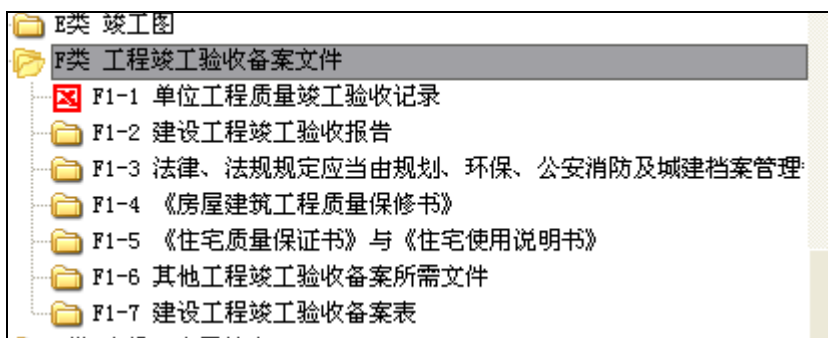 E类 竣工图
F类 工程竣工验收备案文件
F1-1 单位工程质量竣工验收记录
F1-2 建设工程竣工验收报告
F1-3 法律、法规规定应当由规划、环保、公安消防及城建档案管理
F1-4 《房屋建筑工程质量保修书》
F1-5 《住宅质量保证书》与《住宅使用说明书》
F1-6 其他工程竣工验收备案所需文件
F1-7 建设工程竣工验收备案表